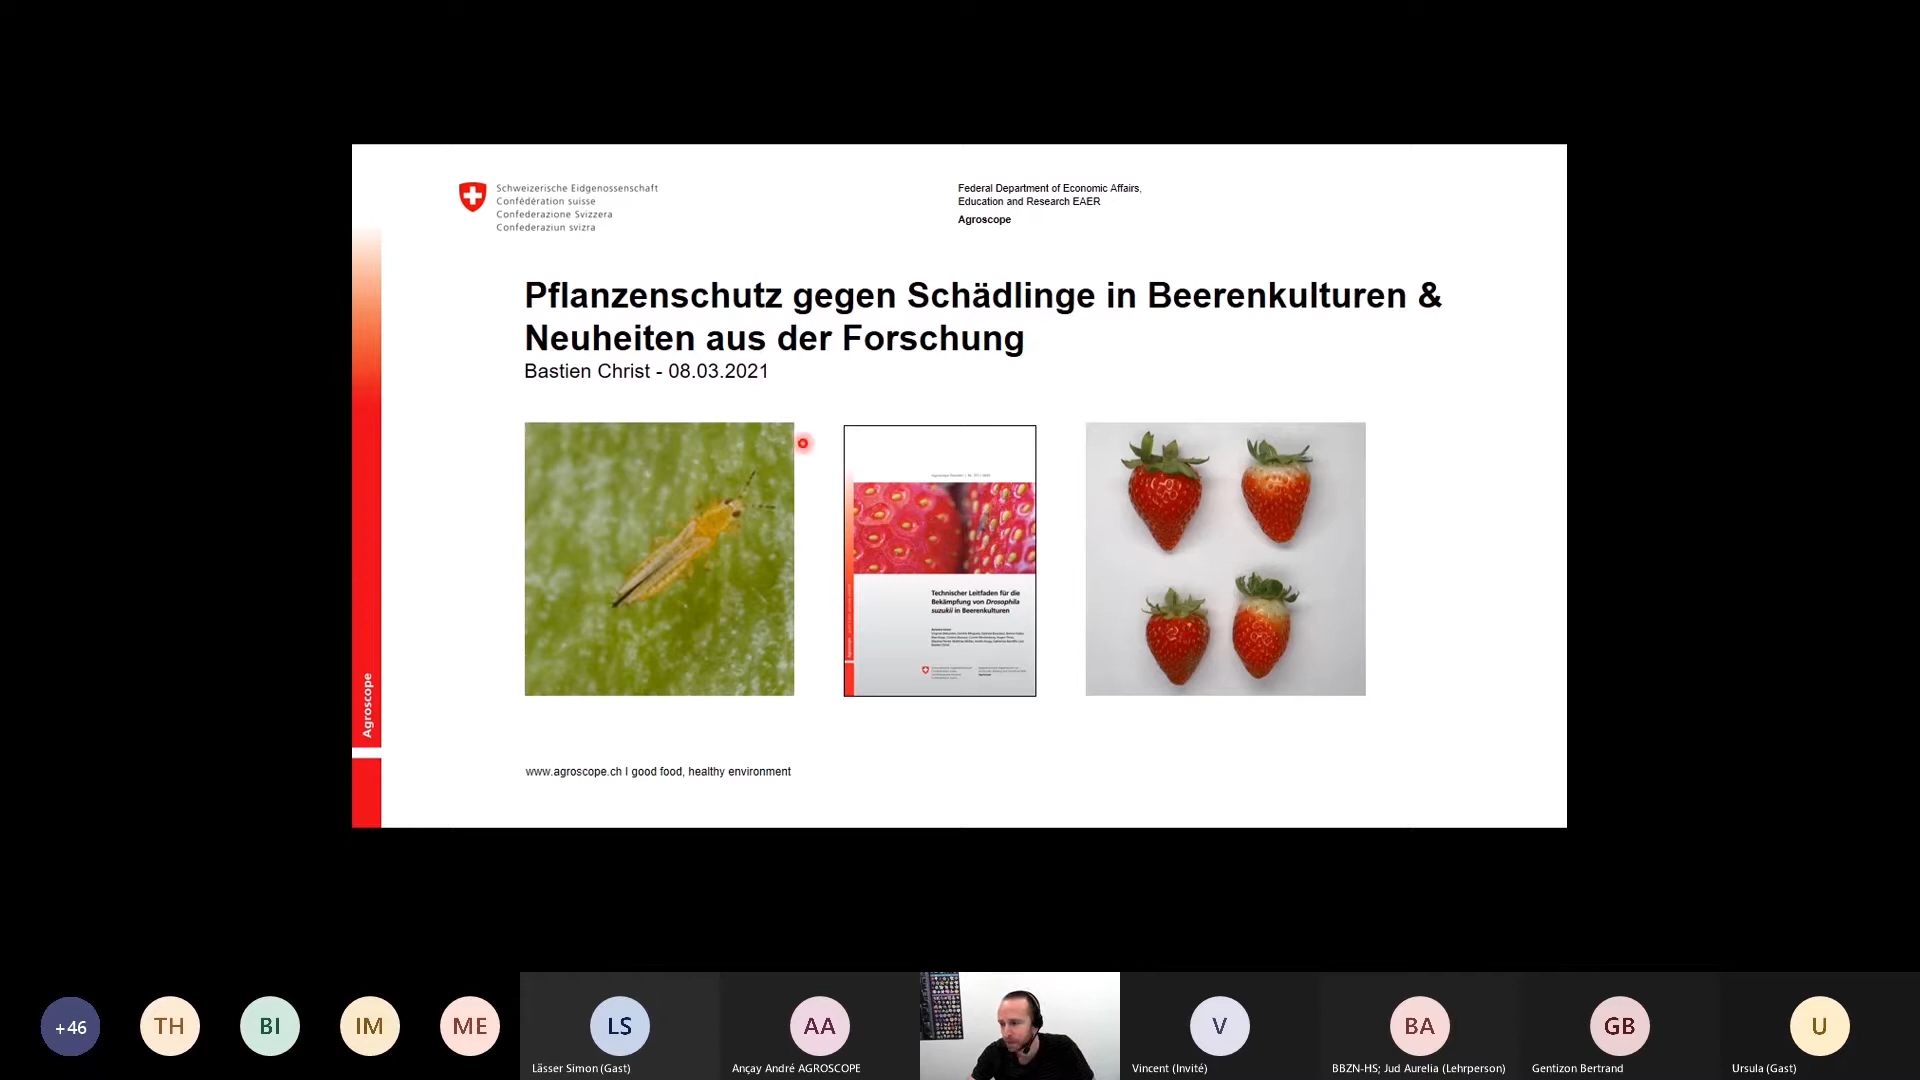 Schweizerische Eidgenossenschaft
Confédération suisse
Confederazione Svizzera
Confederaziun svizra
Federal Department of Economic Affairs,
Education and Research EAER
Agroscope
Pflanzenschutz gegen Schädlinge in Beerenkulturen &
Neuheiten aus der Forschung
Bastien Christ - 08.03.2021
Technischer Leitfaden für die
Bekämpfung von Drosophila
suzukii in Beerenkulturen
Agroscope
www.agroscope.ch I good food, healthy environment
+46
TH
BI
IM
ME
LS
Lässer Simon (Gast)
AA
Ançay André AGROSCOPE
V
Vincent (Invité)
BA
BBZN-HS; Jud Aurelia (Lehrperson)
GB
Gentizon Bertrand
U
Ursula (Gast)